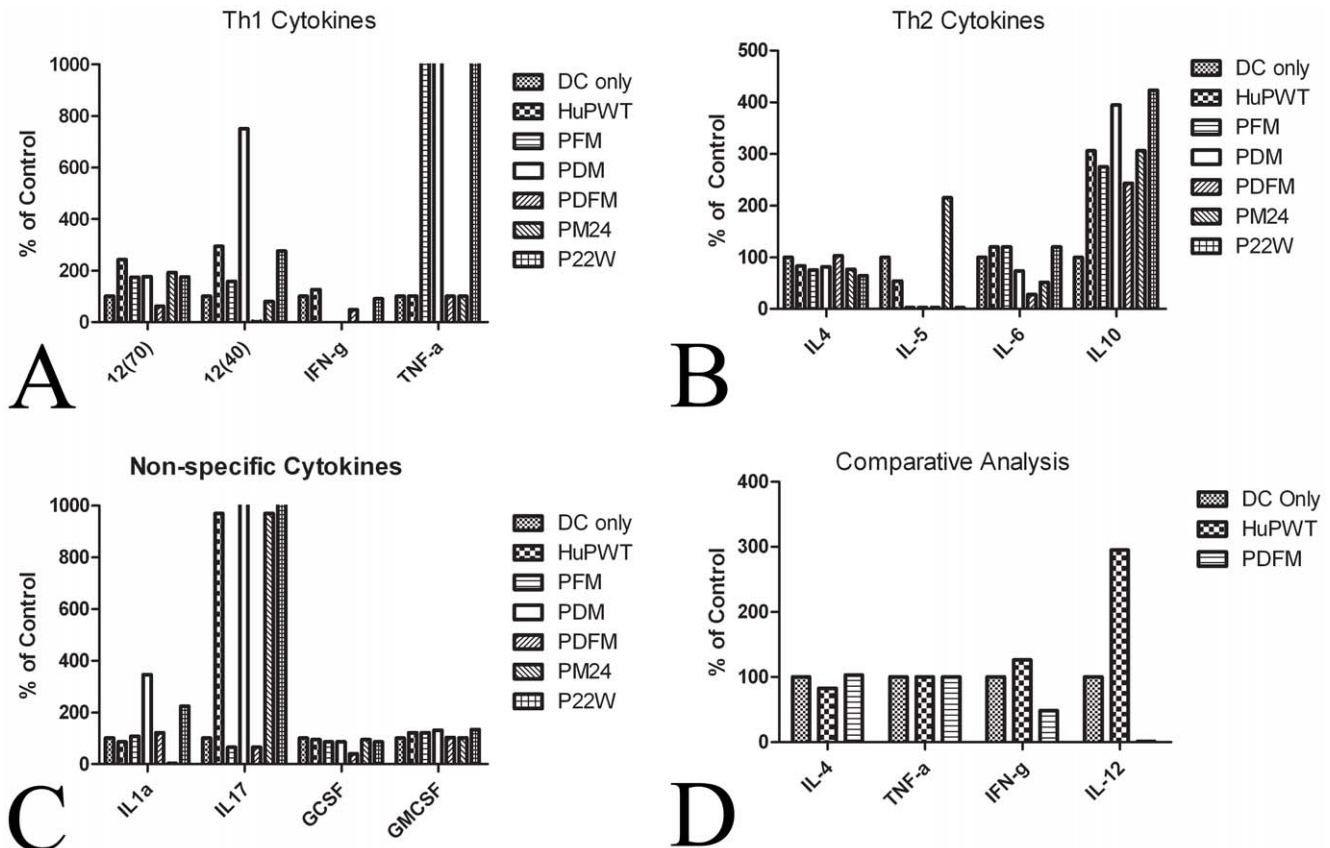 Th1 Cytokines
% of Control
1000
800
600
400
200
0
12(70)
12(40)
IFN-g
TNF-a
DC only
HuPWT
PFM
PDM
PDFM
PM24
P22W
A
Th2 Cytokines
% of Control
500
400
300
200
100
0
IL4
IL-5
IL-6
IL10
DC only
HuPWT
PFM
PDM
PDFM
PM24
P22W
B
Non-specific Cytokines
% of Control
1000
800
600
400
200
0
IL1a
IL17
GCSF
GMCSF
DC only
HuPWT
PFM
PDM
PDFM
PM24
P22W
C
Comparative Analysis
% of Control
400
300
200
100
0
IL-4
TNF-a
IFN-g
IL-12
DC Only
HuPWT
PDFM
D